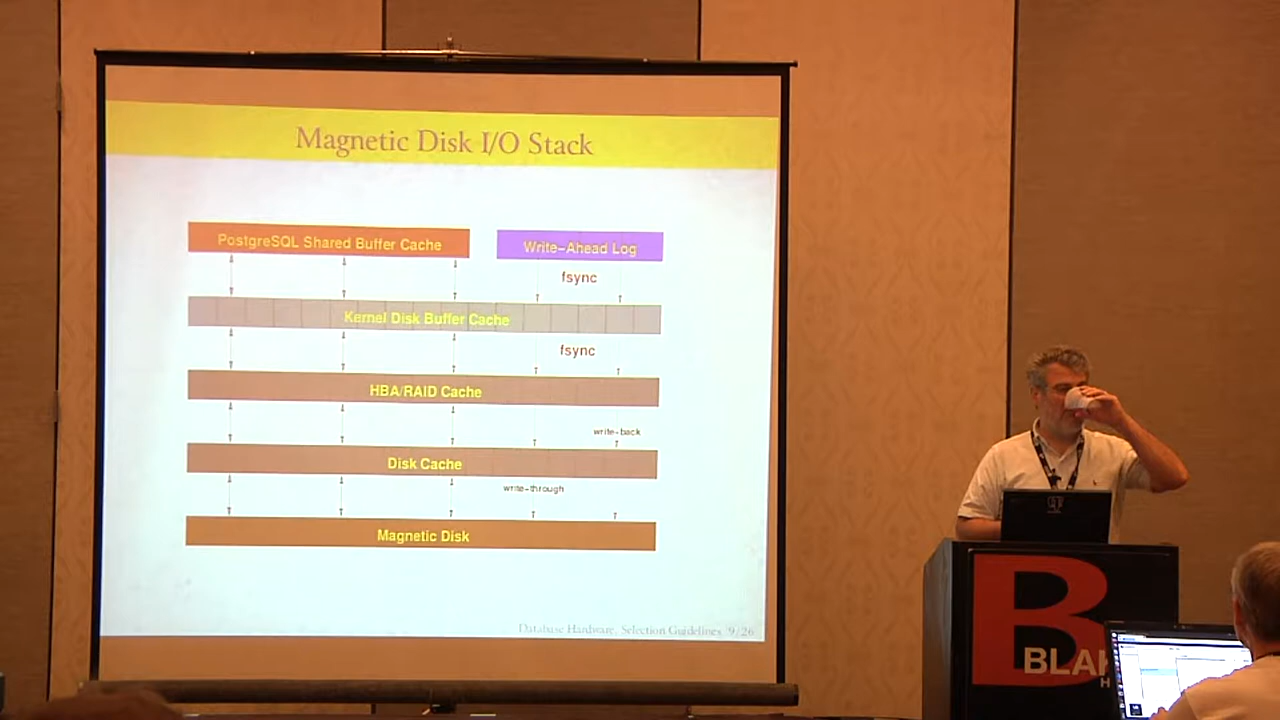 Magnetic Disk I/O Stack
PostgreSQL Shared Buffer Cache
Write-Ahead Log
fsync
Kernel Disk Buffer Cache
fsync
HBA/RAID Cache
write-back
Disk Cache
write-through
Magnetic Disk
Database Hardware, Selection Guidelines 9/26
B
BLA
H